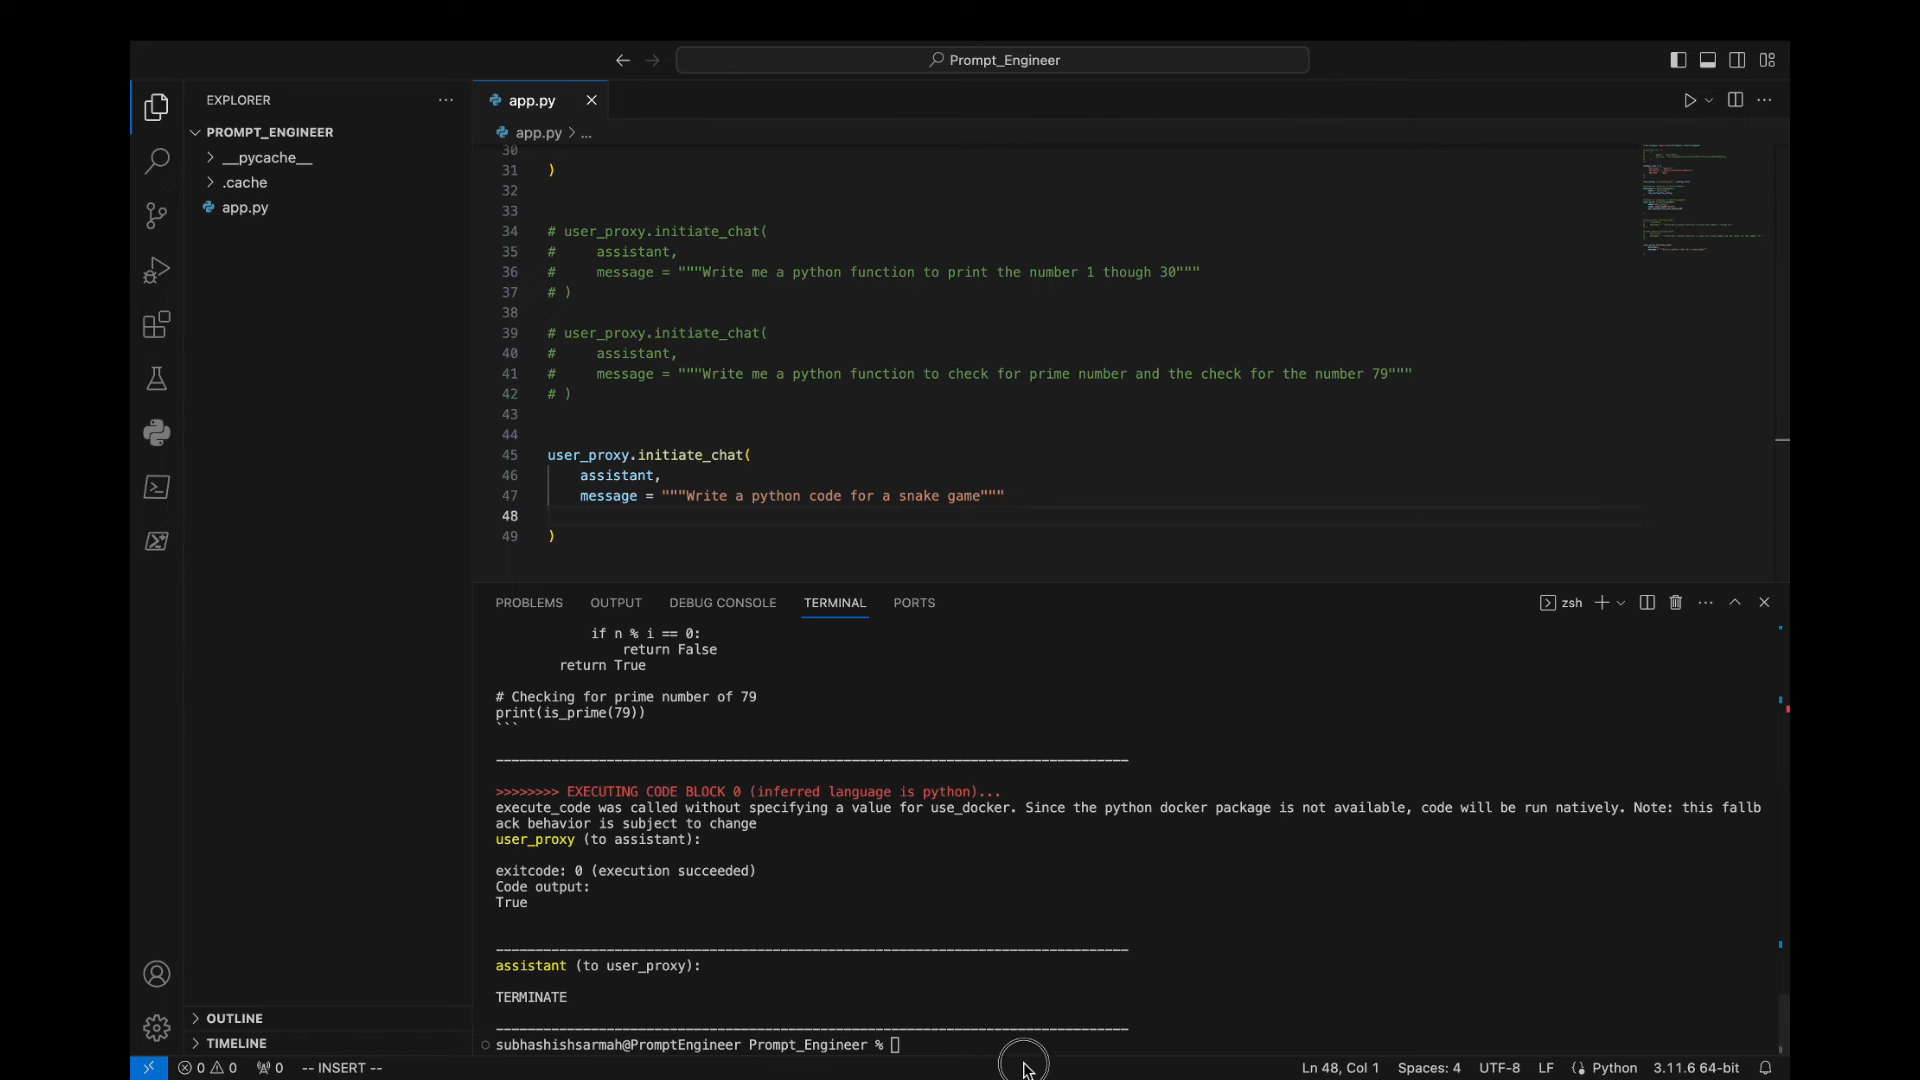 Prompt_Engineer
EXPLORER
PROMPT_ENGINEER
__pycache__
.cache
app.py
app.py
app.py > ...
30
31 )
32
33
34 # user_proxy.initiate_chat(
35 #     assistant,
36 #     message = """Write me a python function to print the number 1 though 30"""
37 # )
38
39 # user_proxy.initiate_chat(
40 #     assistant,
41 #     message = """Write me a python function to check for prime number and the check for the number 79"""
42 # )
43
44
45 user_proxy.initiate_chat(
46     assistant,
47     message = """Write a python code for a snake game"""
48
49 )
PROBLEMS OUTPUT DEBUG CONSOLE TERMINAL PORTS
zsh
if n % i == 0:
return False
return True
# Checking for prime number of 79
print(is_prime(79))
```
--------------------------------------------------------------------------------
>>>>>>>> EXECUTING CODE BLOCK 0 (inferred language is python)...
execute_code was called without specifying a value for use_docker. Since the python docker package is not available, code will be run natively. Note: this fallb
ack behavior is subject to change
user_proxy (to assistant):
exitcode: 0 (execution succeeded)
Code output:
True
--------------------------------------------------------------------------------
assistant (to user_proxy):
TERMINATE
--------------------------------------------------------------------------------
subhashishsarmah@PromptEngineer Prompt_Engineer %
OUTLINE
TIMELINE
0 0 0 -- INSERT -- Ln 48, Col 1 Spaces: 4 UTF-8 LF Python 3.11.6 64-bit